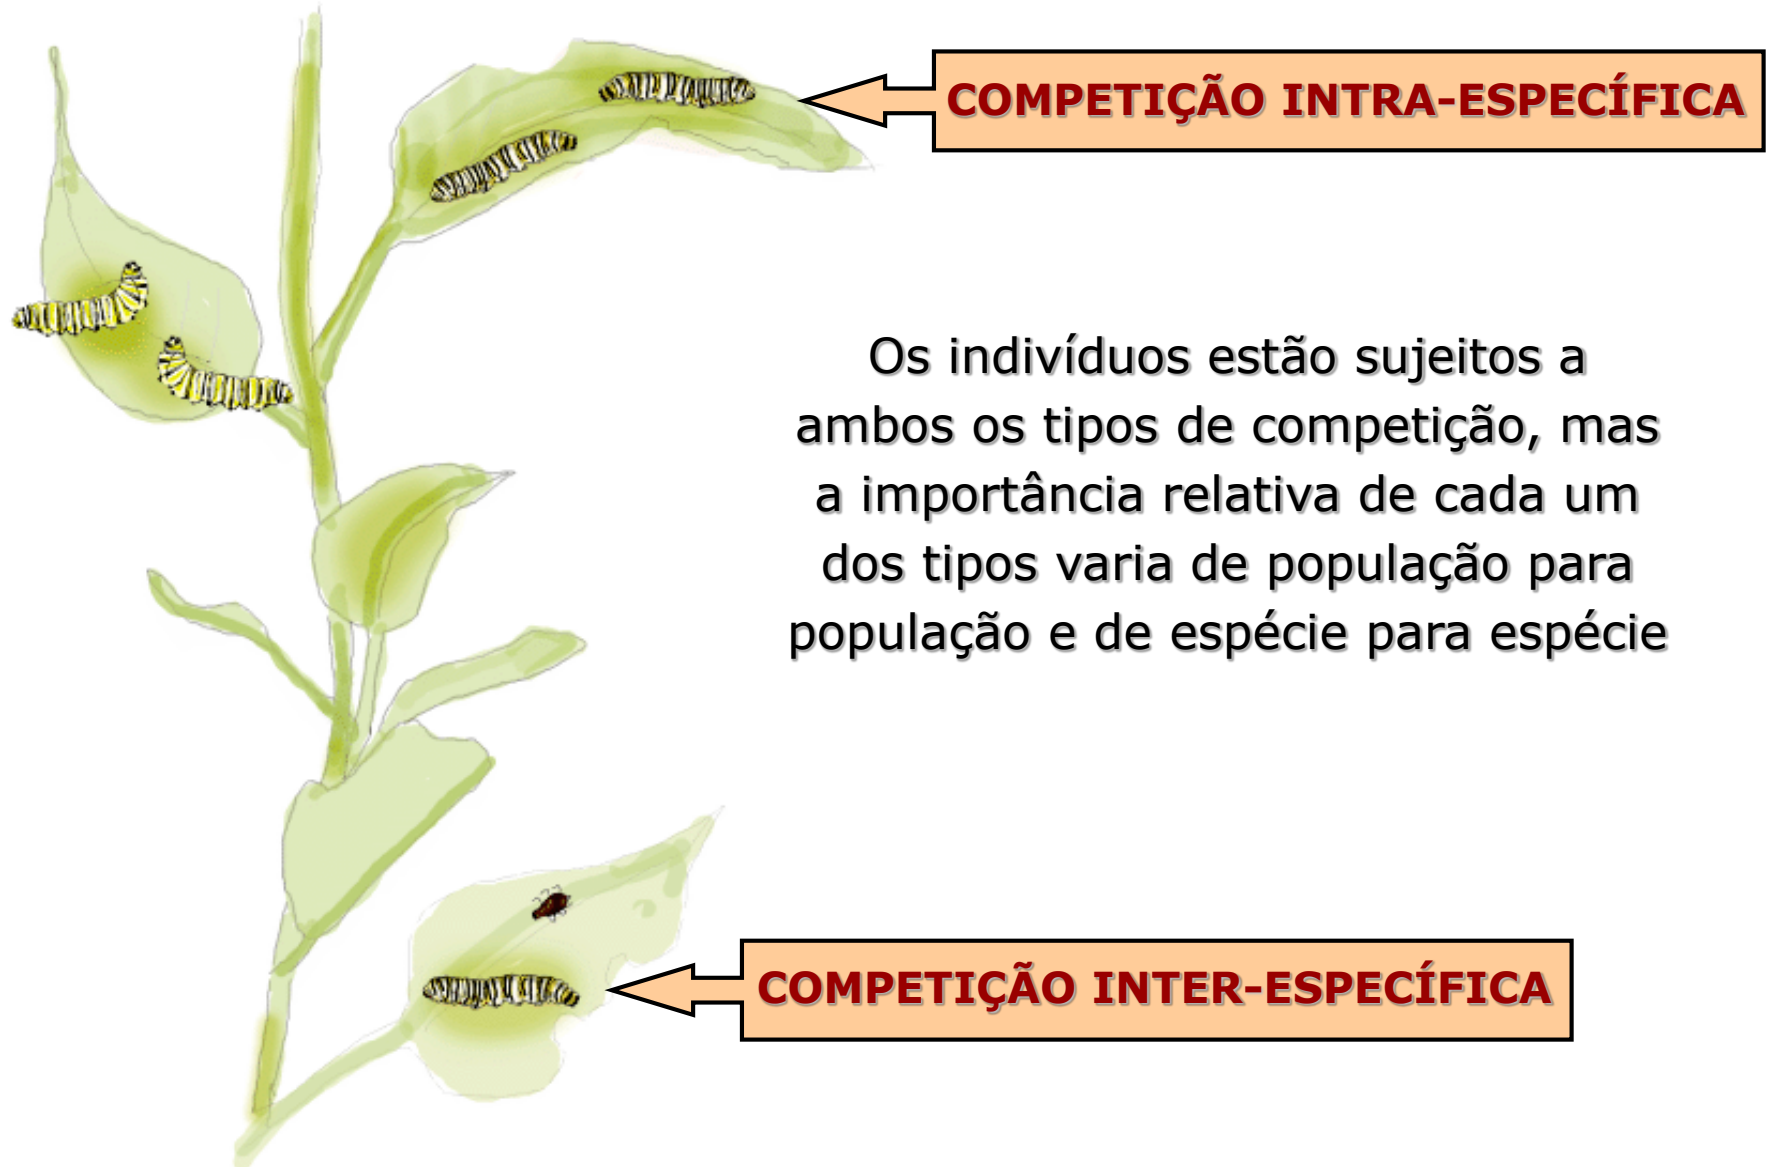 COMPETIÇÃO INTRA-ESPECÍFICA
Os indivíduos estão sujeitos a
ambos os tipos de competição, mas
a importância relativa de cada um
dos tipos varia de população para
população e de espécie para espécie
COMPETIÇÃO INTER-ESPECÍFICA